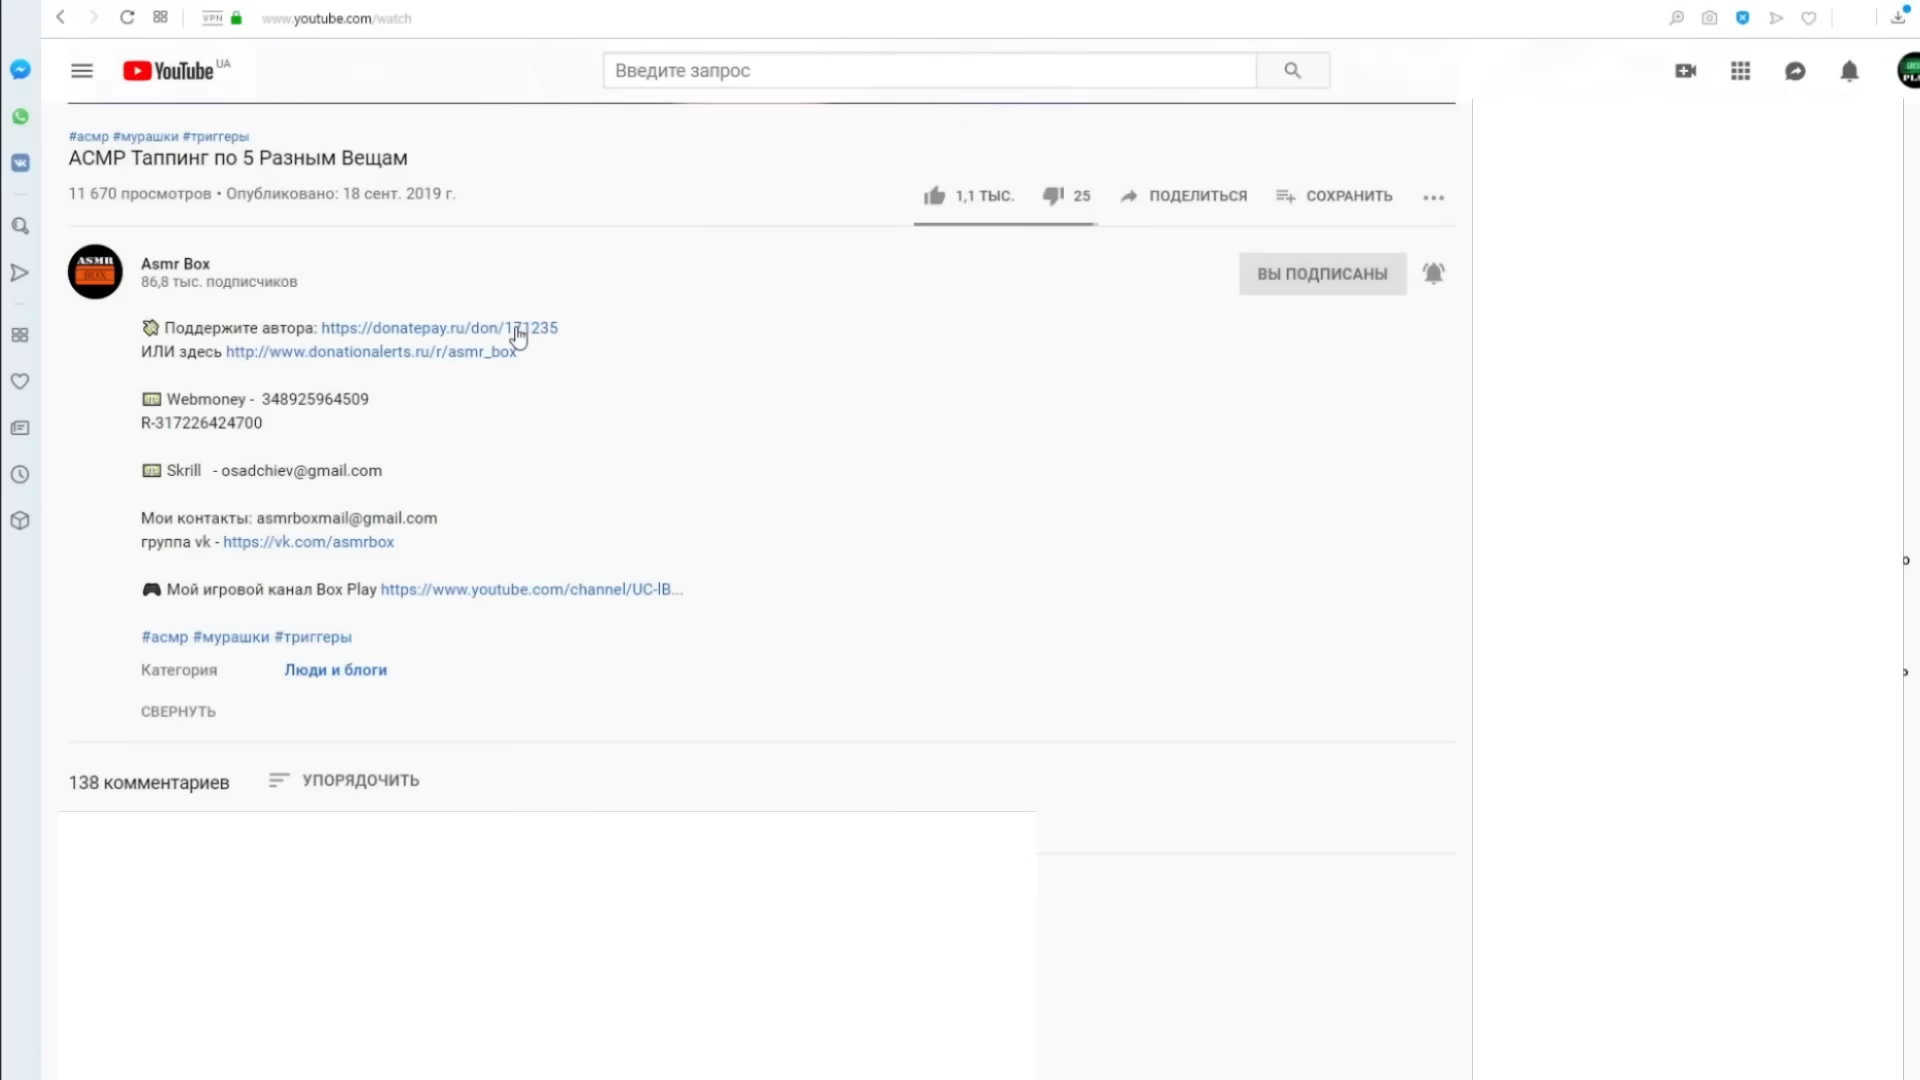 VPN www.youtube.com/watch
YouTube UA
Введите запрос
#асмр #мурашки #триггеры
АСМР Таппинг по 5 Разным Вещам
11 670 просмотров • Опубликовано: 18 сент. 2019 г.
1,1 ТЫС. 25 ПОДЕЛИТЬСЯ СОХРАНИТЬ
ASMR BOX
Asmr Box
86,8 тыс. подписчиков
ВЫ ПОДПИСАНЫ
Поддержите автора: https://donatepay.ru/don/171235
ИЛИ здесь http://www.donationalerts.ru/r/asmr_box
Webmoney - 348925964509
R-317226424700
Skrill - osadchiev@gmail.com
Мои контакты: asmrboxmail@gmail.com
группа vk - https://vk.com/asmrbox
Мой игровой канал Box Play https://www.youtube.com/channel/UC-lB...
#асмр #мурашки #триггеры
Категория Люди и блоги
СВЕРНУТЬ
138 комментариев УПОРЯДОЧИТЬ